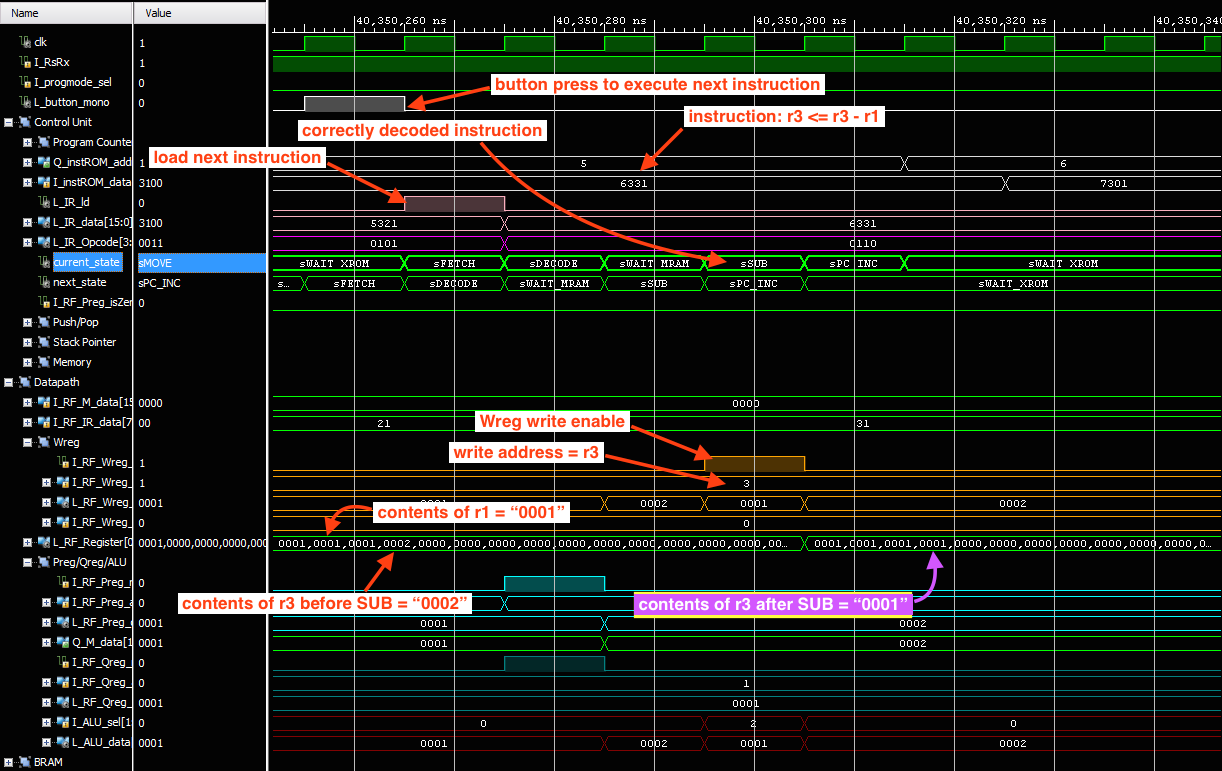 Name Value
40,350,260 ns 40,350,280 ns 40,350,300 ns 40,350,320 ns 40,350,340
clk 1
I_RsRx 1
I_progmode_sel 0
button press to execute next instruction
L_button_mono 0
instruction: r3 <= r3 - r1
Control Unit
correctly decoded instruction
Program Counte
load next instruction
Q_instROM_add 1 5 6
I_instROM_data 3100 6331 7301
L_IR_ld 0
L_IR_data[15:0] 3100 5321 6331
L_IR_Opcode[3: 0011 0101 0110
current_state sMOVE sWAIT_XROM sFETCH sDECODE sWAIT_MRAM sSUB sPC_INC sWAIT_XROM
next_state sPC_INC s... sFETCH sDECODE sWAIT_MRAM sSUB sPC_INC sWAIT_XROM
I_RF_Preg_isZer 0
Push/Pop
Stack Pointer
Memory
Datapath
I_RF_M_data[15 0000 0000
I_RF_IR_data[7 00 21 31
Wreg write enable
Wreg
write address = r3
I_RF_Wreg_ 1
I_RF_Wreg_ 1 3
L_RF_Wreg_ 0001 0002 0001 0002
contents of r1 = “0001”
I_RF_Wreg_ 0 0
L_RF_Register[0 0001,0000,0000,0000,000 0001,0001,0001,0002,0000,0000,0000,0000,0000,0000,0000,0000,0000,00... 0001,0001,0001,0001,0000,0000,0000,0000,0000,0000,0000,0000,0000,0...
Preg/Qreg/ALU
I_RF_Preg_r 0
I_RF_Preg_a 0
contents of r3 before SUB = “0002”
contents of r3 after SUB = “0001”
L_RF_Preg_ 0001 0001 0002
Q_M_data[1 0001 0001 0002
I_RF_Qreg_ 0
I_RF_Qreg_ 0 1
L_RF_Qreg_ 0001 0001
I_ALU_sel[1 0 0 2 0
L_ALU_data 0001 0001 0002 0001 0002
BRAM